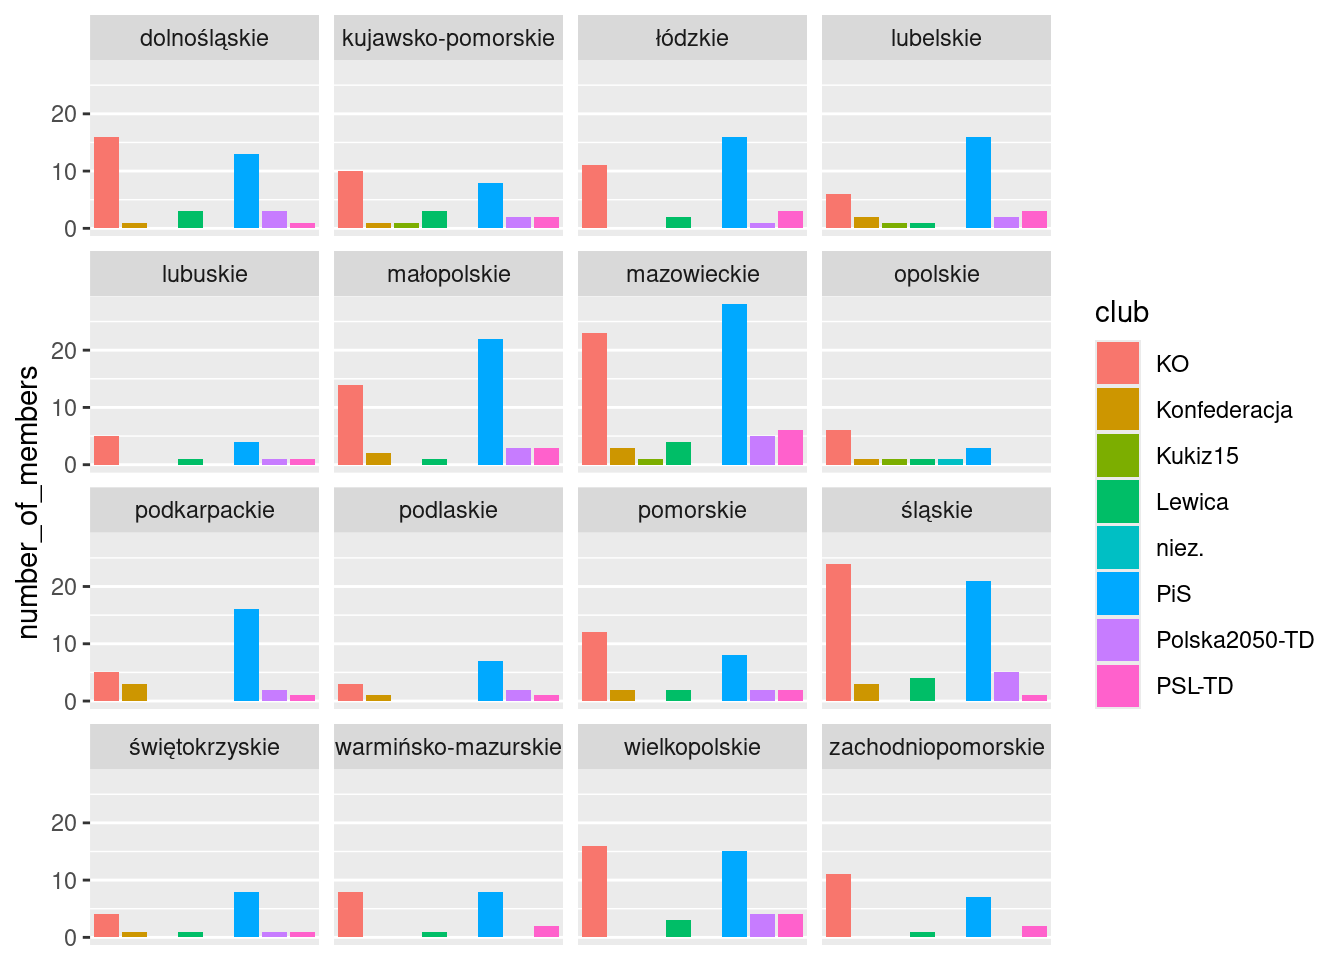 dolnośląskie
kujawsko-pomorskie
łódzkie
lubelskie
20
10
0
lubuskie
małopolskie
mazowieckie
opolskie
20
10
0
podkarpackie
podlaskie
pomorskie
śląskie
20
10
0
świętokrzyskie
warmińsko-mazurskie
wielkopolskie
zachodniopomorskie
20
10
0
number_of_members
club
KO
Konfederacja
Kukiz15
Lewica
niez.
PiS
Polska2050-TD
PSL-TD